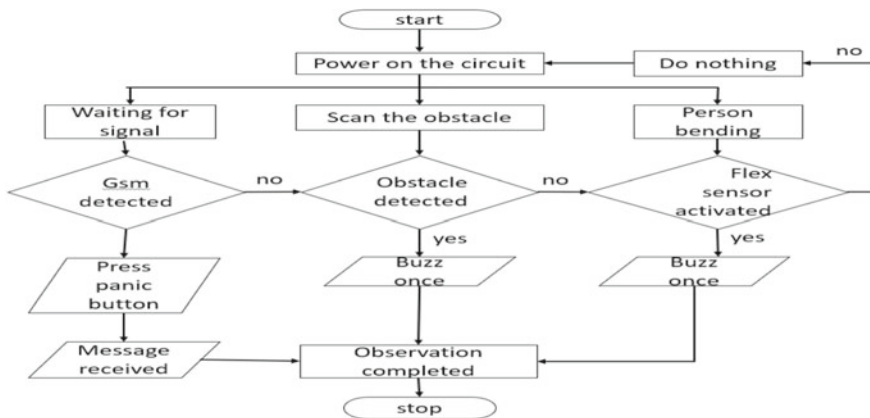 start
Power on the circuit
Do nothing
no
Waiting for
signal
Scan the obstacle
Person
bending
Gsm
detected
no
Obstacle
detected
no
Flex
sensor
activated
yes
yes
Press
panic
button
Buzz
once
Buzz
once
Message
received
Observation
completed
stop